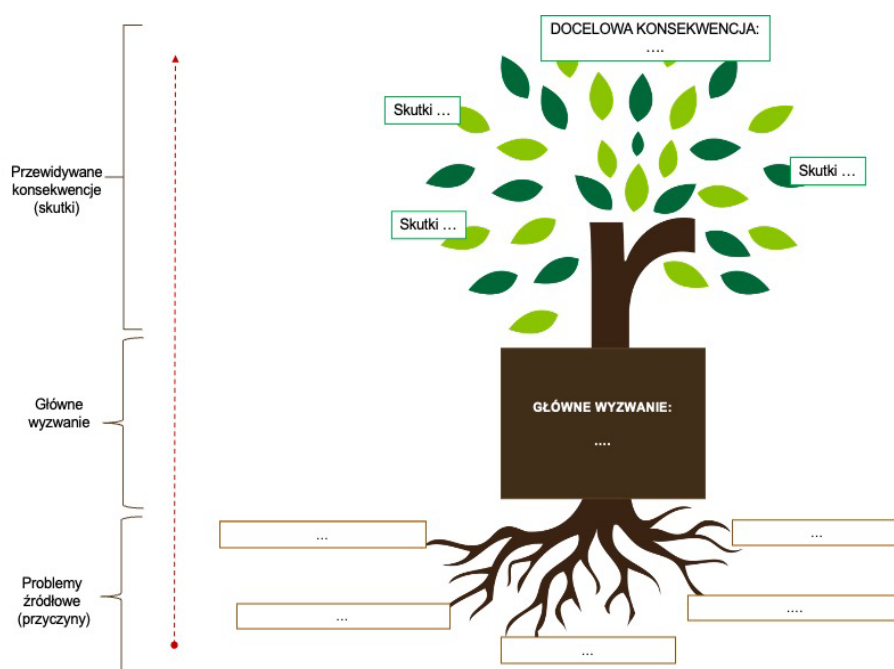 DOCELOWA KONSEKWENCJA:
….
Skutki …
Skutki …
Skutki …
Przewidywane
konsekwencje
(skutki)
GŁÓWNE WYZWANIE:
….
Główne
wyzwanie
…
…
Problemy
źródłowe
(przyczyny)
…
….
…